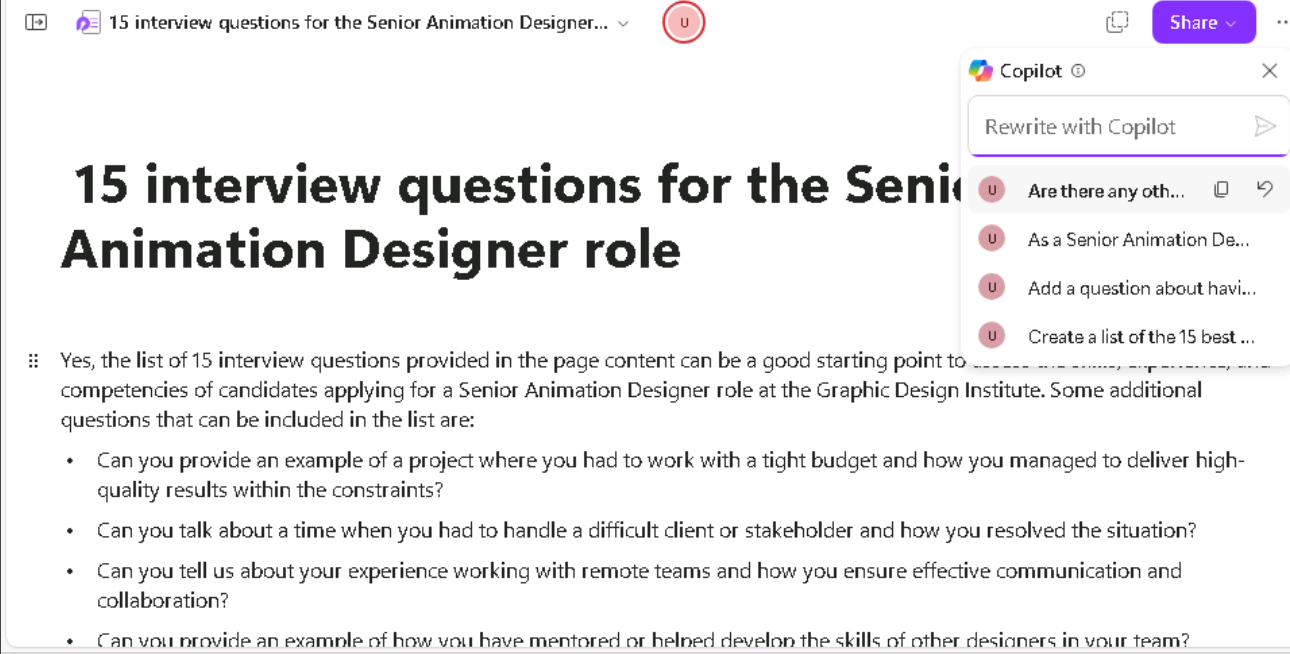 15 interview questions for the Senior Animation Designer...
U
Share
Copilot
Rewrite with Copilot
U Are there any oth...
U As a Senior Animation De...
U Add a question about havi...
U Create a list of the 15 best ...
15 interview questions for the
Animation Designer role
Yes, the list of 15 interview questions provided in the page content can be a good starting point to
competencies of candidates applying for a Senior Animation Designer role at the Graphic Design Institute. Some additional
questions that can be included in the list are:
• Can you provide an example of a project where you had to work with a tight budget and how you managed to deliver high-
quality results within the constraints?
• Can you talk about a time when you had to handle a difficult client or stakeholder and how you resolved the situation?
• Can you tell us about your experience working with remote teams and how you ensure effective communication and
collaboration?
• Can you provide an example of how you have mentored or helped develop the skills of other designers in your team?